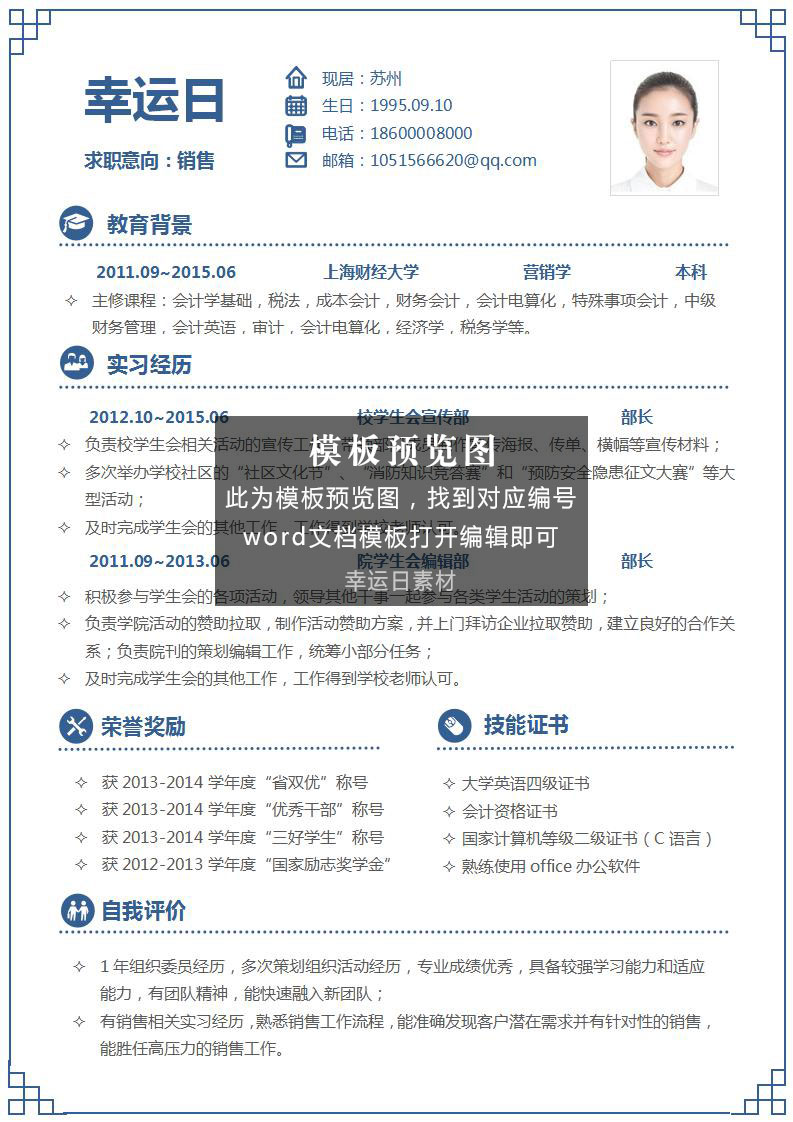 幸运日
求职意向：销售
现居：苏州
生日：1995.09.10
电话：18600008000
邮箱：1051566620@qq.com
教育背景
2011.09~2015.06 上海财经大学 营销学 本科
主修课程：会计学基础，税法，成本会计，财务会计，会计电算化，特殊事项会计，中级
财务管理，会计英语，审计，会计电算化，经济学，税务学等。
实习经历
2012.10~2015.06 校学生会宣传部 部长
负责校学生会相关活动的宣传工 海报、传单、横幅等宣传材料；
多次举办学校社区的“社区文化节”、“消防知识竞答赛”和“预防安全隐患征文大赛”等大
型活动；
及时完成学生会的其他工作，工作得到学校老师认可。
2011.09~2013.06 院学生会编辑部 部长
积极参与学生会的各项活动，领导其他干事一起参与各类学生活动的策划；
负责学院活动的赞助拉取，制作活动赞助方案，并上门拜访企业拉取赞助，建立良好的合作关
系；负责院刊的策划编辑工作，统筹小部分任务；
及时完成学生会的其他工作，工作得到学校老师认可。
模板预览图
此为模板预览图，找到对应编号
word文档模板打开编辑即可
幸运日素材
荣誉奖励
获 2013-2014 学年度“省双优”称号
获 2013-2014 学年度“优秀干部”称号
获 2013-2014 学年度“三好学生”称号
获 2012-2013 学年度“国家励志奖学金”
技能证书
大学英语四级证书
会计资格证书
国家计算机等级二级证书（C 语言）
熟练使用 office 办公软件
自我评价
1 年组织委员经历，多次策划组织活动经历，专业成绩优秀，具备较强学习能力和适应
能力，有团队精神，能快速融入新团队；
有销售相关实习经历，熟悉销售工作流程，能准确发现客户潜在需求并有针对性的销售，
能胜任高压力的销售工作。